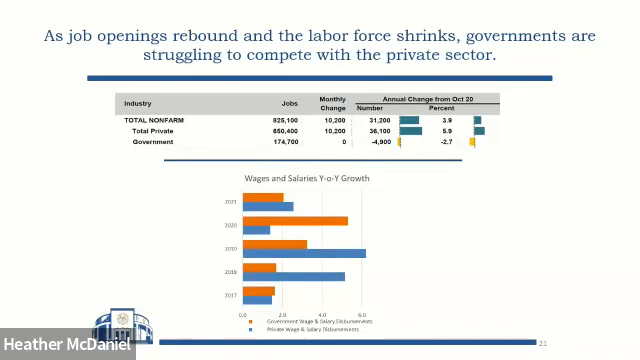 As job openings rebound and the labor force shrinks, governments are
struggling to compete with the private sector.
Industry Jobs Monthly Change Annual Change from Oct 20
Number Percent
TOTAL NONFARM 825,100 10,200 31,200 3.9
Total Private 650,400 10,200 36,100 5.9
Government 174,700 0 -4,900 -2.7
Wages and Salaries Y-o-Y Growth
2021
2020
2019
2018
2017
0.0 2.0 4.0 6.0
Government Wage & Salary Disbursements
Private Wage & Salary Disbursements
Heather McDaniel
21